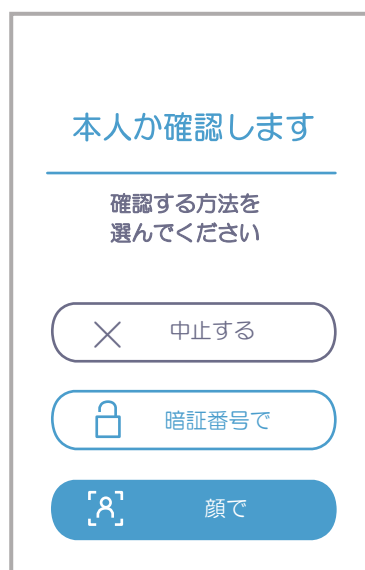 本人か確認します
確認する方法を
選んでください
中止する
暗証番号で
顔で